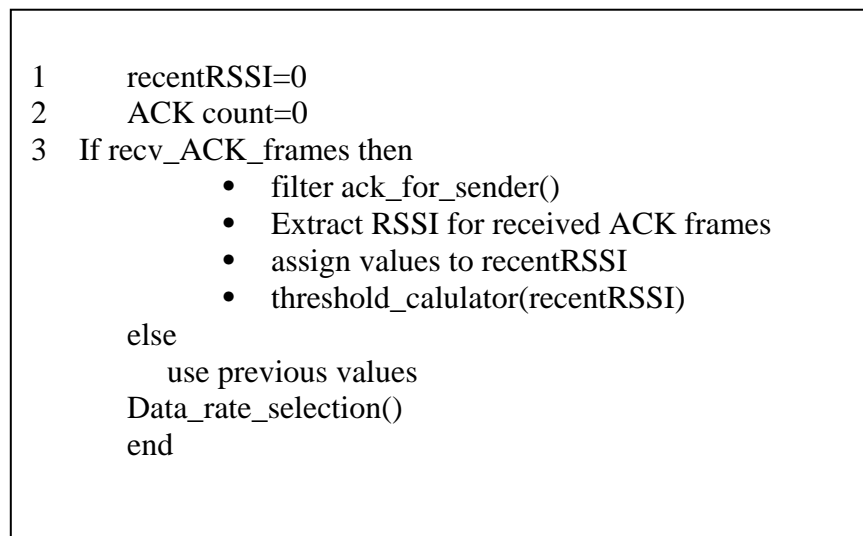 1 recentRSSI=0
2 ACK count=0
3 If recv_ACK_frames then
• filter ack_for_sender()
• Extract RSSI for received ACK frames
• assign values to recentRSSI
• threshold_calulator(recentRSSI)
else
use previous values
Data_rate_selection()
end